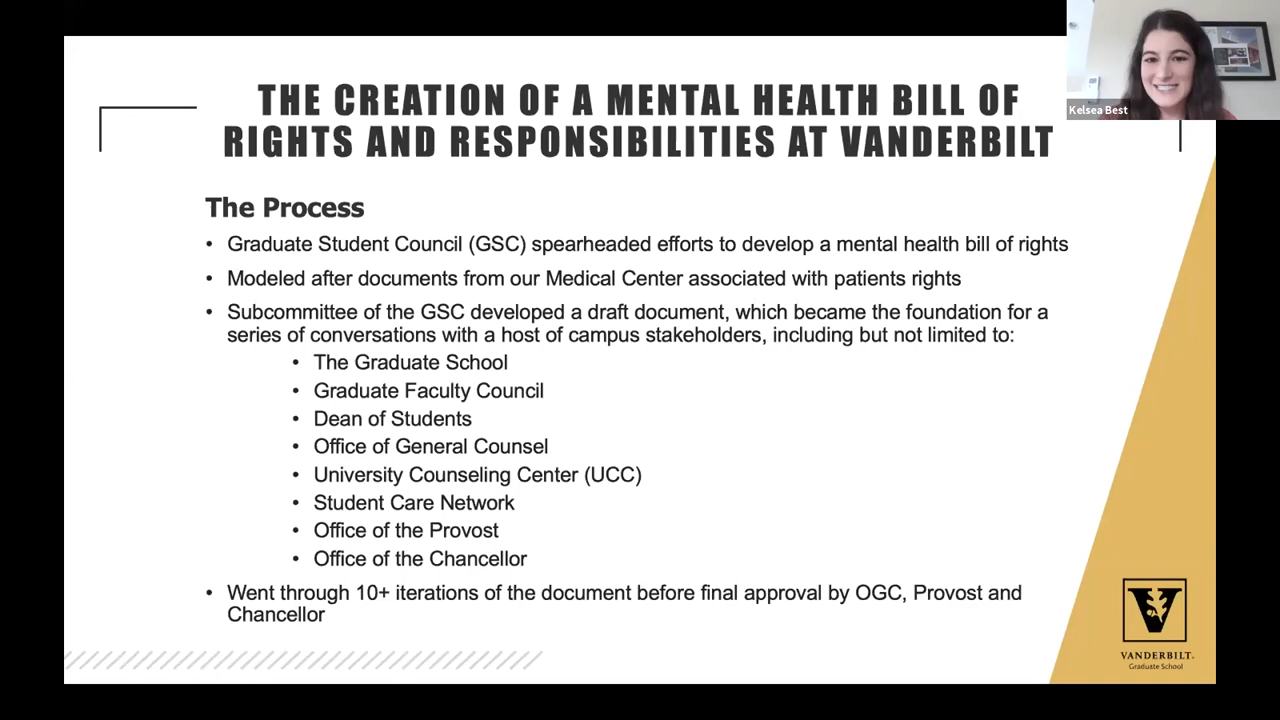 THE CREATION OF A MENTAL HEALTH BILL OF
RIGHTS AND RESPONSIBILITIES AT VANDERBILT
Kelsea Best
The Process
• Graduate Student Council (GSC) spearheaded efforts to develop a mental health bill of rights
• Modeled after documents from our Medical Center associated with patients rights
• Subcommittee of the GSC developed a draft document, which became the foundation for a
series of conversations with a host of campus stakeholders, including but not limited to:
• The Graduate School
• Graduate Faculty Council
• Dean of Students
• Office of General Counsel
• University Counseling Center (UCC)
• Student Care Network
• Office of the Provost
• Office of the Chancellor
• Went through 10+ iterations of the document before final approval by OGC, Provost and
Chancellor
V
VANDERBILT
Graduate School